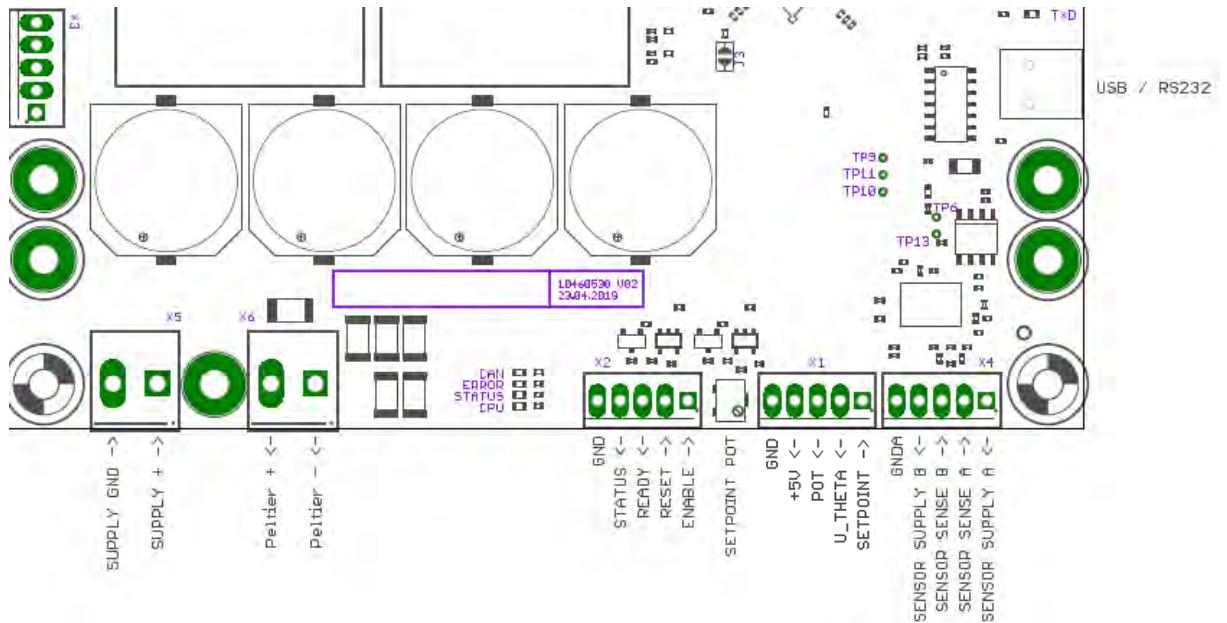 TxD
J3
USB / RS232
TP9
TP11
TP10
TP6
TP13
LD460530 V02
23.04.2019
X5
X6
X2
X1
X4
CAN
ERROR
STATUS
CPU
SUPPLY GND ->
SUPPLY + ->
Peltier + <-
Peltier - <-
GND
STATUS <-
READY <-
RESET ->
ENABLE ->
SETPOINT POT
GND
+5V <-
POT <-
U_THETA <-
SETPOINT ->
GNDA
SENSOR SUPPLY B <-
SENSOR SENSE B ->
SENSOR SENSE A ->
SENSOR SUPPLY A <-